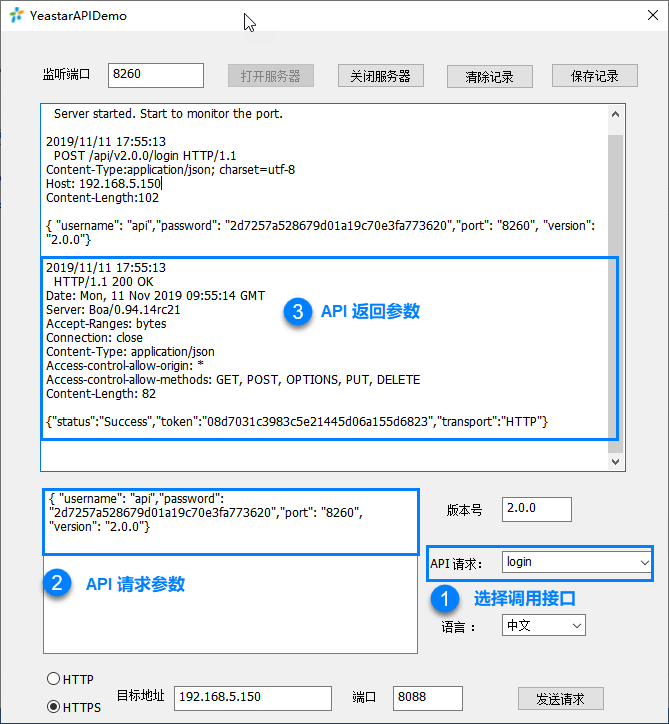 YeastarAPIDemo
监听端口 8260 打开服务器 关闭服务器 清除记录 保存记录
Server started. Start to monitor the port.
2019/11/11 17:55:13
POST /api/v2.0.0/login HTTP/1.1
Content-Type:application/json; charset=utf-8
Host: 192.168.5.150
Content-Length:102
{ "username": "api","password": "2d7257a528679d01a19c70e3fa773620","port": "8260", "version":
"2.0.0"}
2019/11/11 17:55:13
HTTP/1.1 200 OK
Date: Mon, 11 Nov 2019 09:55:14 GMT
Server: Boa/0.94.14rc21
Accept-Ranges: bytes
Connection: close
Content-Type: application/json
Access-control-allow-origin: *
Access-control-allow-methods: GET, POST, OPTIONS, PUT, DELETE
Content-Length: 82
{"status":"Success","token":"08d7031c3983c5e21445d06a155d6823","transport":"HTTP"}
3 API 返回参数
{ "username": "api","password":
"2d7257a528679d01a19c70e3fa773620","port": "8260",
"version": "2.0.0"}
2 API 请求参数
版本号 2.0.0
API 请求： login
1 选择调用接口
语言： 中文
HTTP
HTTPS
目标地址 192.168.5.150 端口 8088 发送请求